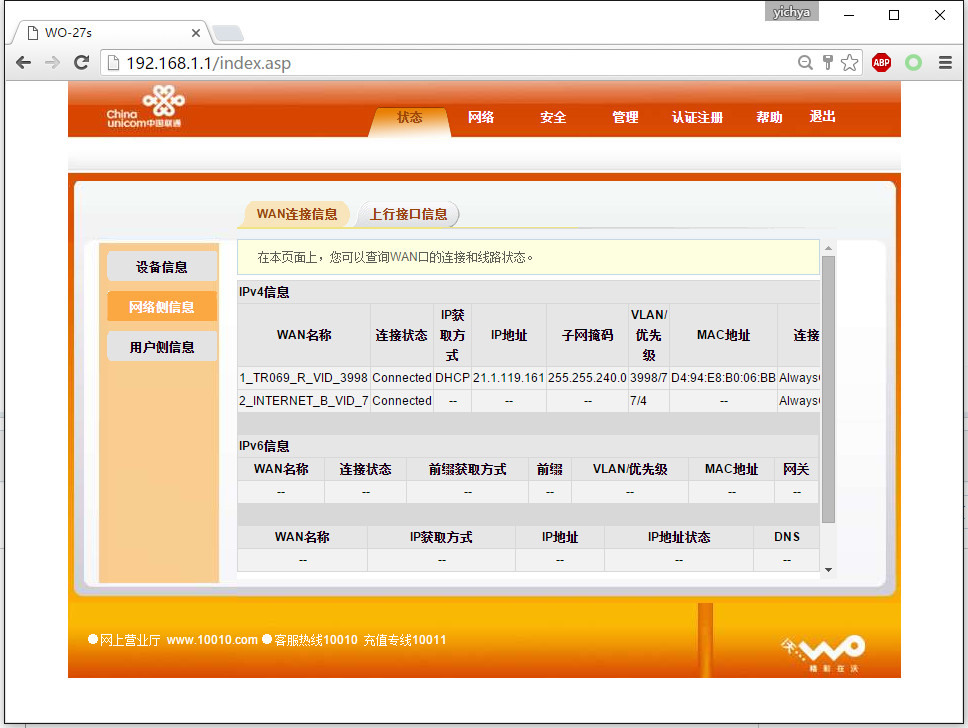 yichya
WO-27s
192.168.1.1/index.asp
ABP
China
unicom中国联通
状态 网络 安全 管理 认证注册 帮助 退出
WAN连接信息 上行接口信息
设备信息
网络侧信息
用户侧信息
在本页面上，您可以查询WAN口的连接和线路状态。
IPv4信息
WAN名称 连接状态 IP获取方式 IP地址 子网掩码 VLAN/优先级 MAC地址 连接
1_TR069_R_VID_3998 Connected DHCP 21.1.119.161 255.255.240.0 3998/7 D4:94:E8:B0:06:BB Always
2_INTERNET_B_VID_7 Connected -- -- -- 7/4 -- Always
IPv6信息
WAN名称 连接状态 前缀获取方式 前缀 VLAN/优先级 MAC地址 网关
-- -- -- -- -- -- --
WAN名称 IP获取方式 IP地址 IP地址状态 DNS
-- -- -- -- --
●网上营业厅 www.10010.com ●客服热线10010 充值专线10011
沃
WO
精彩在沃